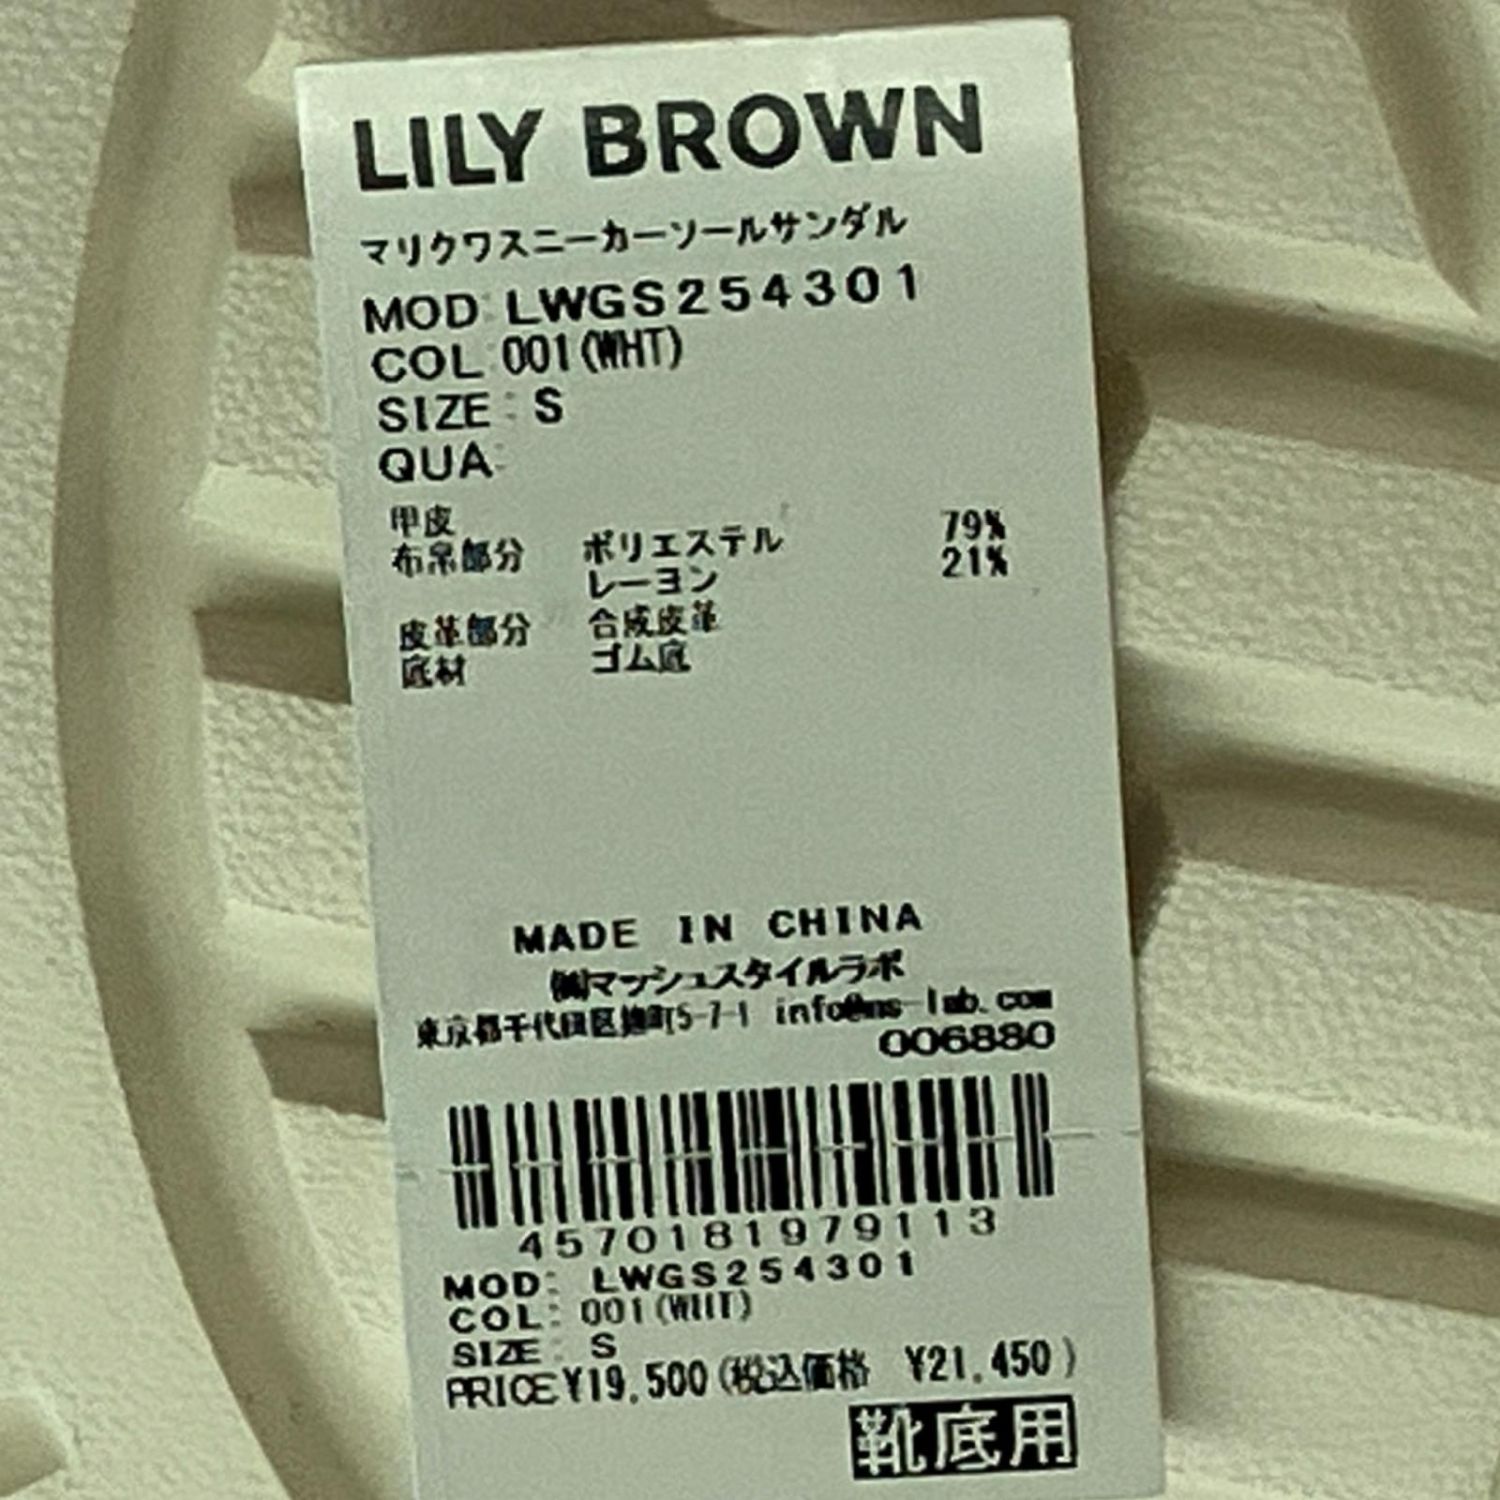 LILY BROWN
マリクワスニーカーソールサンダル
MOD:LWGS254301
COL:001(WHT)
SIZE:S
QUA:
甲皮
布帛部分 ポリエステル 79%
レーヨン 21%
皮革部分 合成皮革
底材 ゴム底
MADE IN CHINA
㈱マッシュスタイルラボ
東京都千代田区麹町5-7-1 info@ms-lab.com
006880
4570181979113
MOD: LWGS254301
COL: 001(WHT)
SIZE: S
PRICE¥19,500(税込価格 ¥21,450)
靴底用